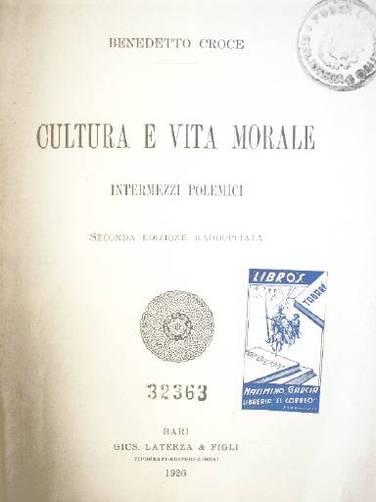 BENEDETTO CROCE
CULTURA E VITA MORALE
INTERMEZZI POLEMICI
SECONDA EDIZIONE RADDOPPIATA
LIBROS
MAXIMINO GARCIA
LIBRERIA "EL CORREO"
32363
BARI
GIUS. LATERZA & FIGLI
TIPOGRAFI-EDITORI-LIBRAI
1926